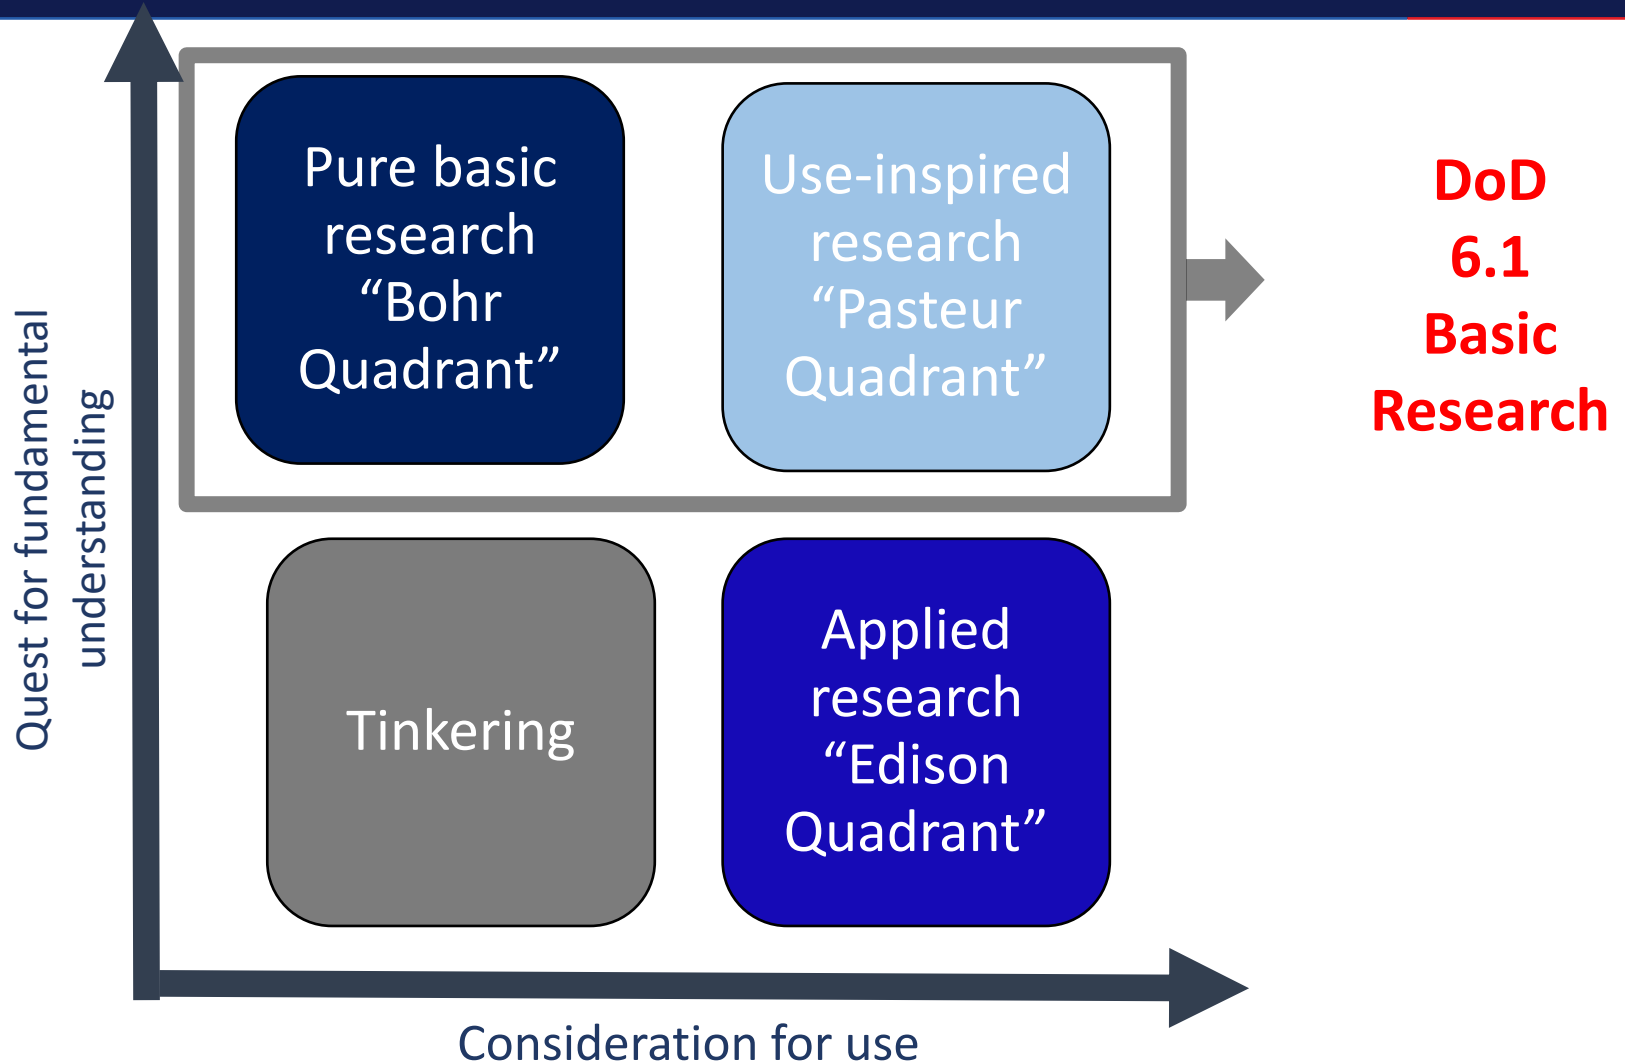 Pure basic
research
“Bohr
Quadrant”
Use-inspired
research
“Pasteur
Quadrant”
DoD
6.1
Basic
Research
Quest for fundamental
understanding
Tinkering
Applied
research
“Edison
Quadrant”
Consideration for use